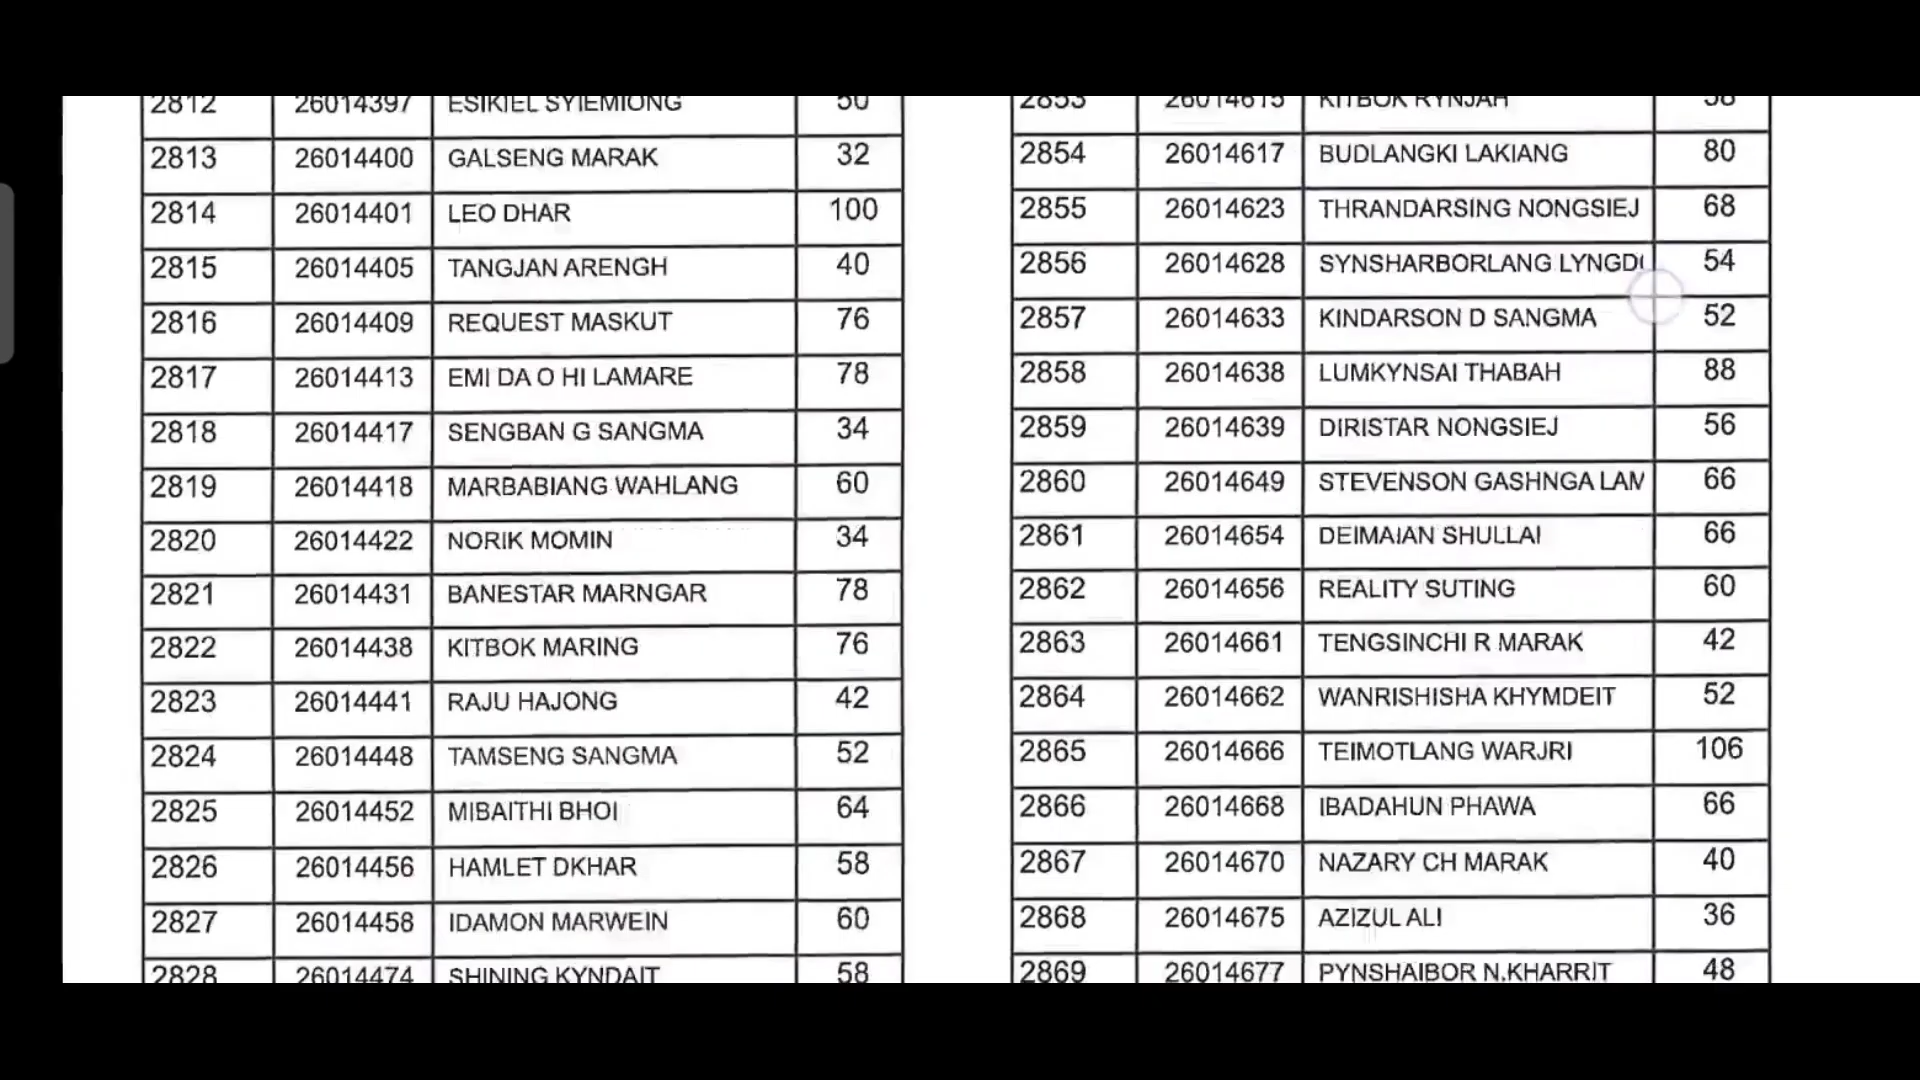 2812 26014397 ESIKIEL SYIEMIONG 50
2813 26014400 GALSENG MARAK 32
2814 26014401 LEO DHAR 100
2815 26014405 TANGJAN ARENGH 40
2816 26014409 REQUEST MASKUT 76
2817 26014413 EMI DA O HI LAMARE 78
2818 26014417 SENGBAN G SANGMA 34
2819 26014418 MARBABIANG WAHLANG 60
2820 26014422 NORIK MOMIN 34
2821 26014431 BANESTAR MARNGAR 78
2822 26014438 KITBOK MARING 76
2823 26014441 RAJU HAJONG 42
2824 26014448 TAMSENG SANGMA 52
2825 26014452 MIBAITHI BHOI 64
2826 26014456 HAMLET DKHAR 58
2827 26014458 IDAMON MARWEIN 60
2828 26014474 SHINING KYNDAIT 58
2853 26014615 KITBOK RYNJAH
2854 26014617 BUDLANGKI LAKIANG 80
2855 26014623 THRANDARSING NONGSIEJ 68
2856 26014628 SYNSHARBORLANG LYNGD 54
2857 26014633 KINDARSON D SANGMA 52
2858 26014638 LUMKYNSAI THABAH 88
2859 26014639 DIRISTAR NONGSIEJ 56
2860 26014649 STEVENSON GASHNGA LAM 66
2861 26014654 DEIMAIAN SHULLAI 66
2862 26014656 REALITY SUTING 60
2863 26014661 TENGSINCHI R MARAK 42
2864 26014662 WANRISHISHA KHYMDEIT 52
2865 26014666 TEIMOTLANG WARJRI 106
2866 26014668 IBADAHUN PHAWA 66
2867 26014670 NAZARY CH MARAK 40
2868 26014675 AZIZUL ALI 36
2869 26014677 PYNSHAIBOR N.KHARRIT 48